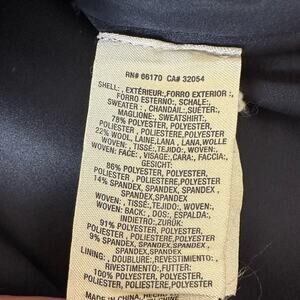 RN# 66170 CA# 32054
SHELL:, EXTÉRIEUR:,FORRO EXTERIOR :,
FORRO ESTERNO:, SCHALE:,
SWEATER :, CHANDAIL:, SUÉTER:,
MAGLIONE:, SWEATSHIRT:,
78% POLYESTER, POLYESTER,
POLIESTER, POLIESTERE,POLYESTER
22% WOOL, LAINE,LANA , LANA,WOLLE
WOVEN:, TISSÉ:,TEJIDO:, WOVEN:,
WOVEN: FACE:, VISAGE:,CARA:, FACCIA:,
GESICHT:
86% POLYESTER, POLYESTER,
POLIESTER, POLIESTERE,POLYESTER
14% SPANDEX, SPANDEX ,
SPANDEX,SPANDEX
WOVEN:, TISSÉ:,TEJIDO:,
WOVEN: BACK:, DOS:, ESPALDA:,
INDIETRO:,ZURÜCK:
91% POLYESTER, POLYESTER,
POLIESTER, POLIESTERE,POLYESTER
9% SPANDEX, SPANDEX,SPANDEX ,
SPANDEX,SPANDEX
LINING:, DOUBLURE:,REVESTIMIENTO:,
RIVESTIMENTO:,FUTTER:
100% POLYESTER, POLYESTER,
POLIESTER, POLIESTERE,POLYESTER
MADE IN CHINA,